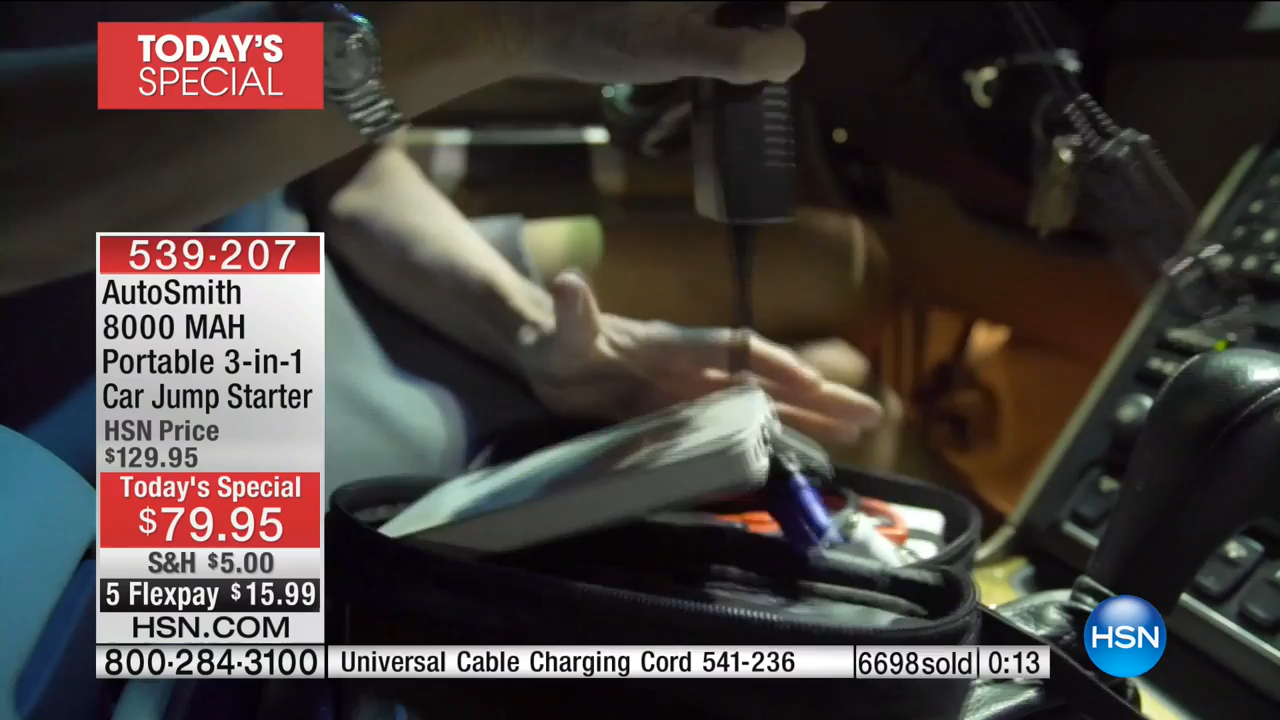 TODAY'S
SPECIAL
539·207
AutoSmith
8000 MAH
Portable 3-in-1
Car Jump Starter
HSN Price
$129.95
Today's Special
$79.95
S&H $5.00
5 Flexpay $15.99
HSN.COM
800·284·3100
Universal Cable Charging Cord 541-236
6698sold
0:13
HSN